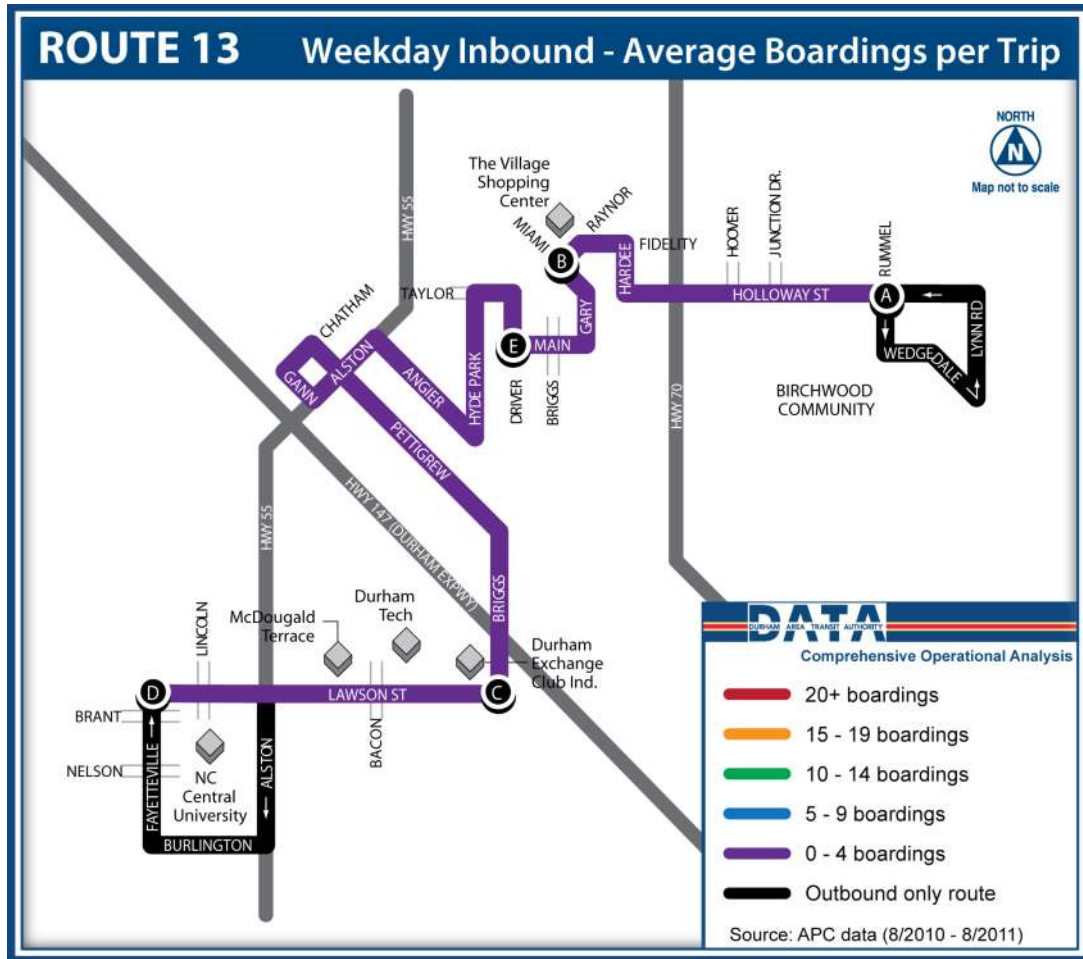 ROUTE 13 Weekday Inbound - Average Boardings per Trip
NORTH
N
Map not to scale
The Village
Shopping
Center
MIAMI
RAYNOR
B
FIDELITY
HARDEE
HOOVER
JUNCTION DR.
RUMMEL
HWY 55
TAYLOR
CHATHAM
GARY
HOLLOWAY ST
A
LYNN RD
WEDGEDALE
BIRCHWOOD
COMMUNITY
E
MAIN
DRIVER
BRIGGS
HWY 70
HYDE PARK
ANGIER
ALSTON
GANN
PETTIGREW
HWY 147 (DURHAM EXPWY)
HWY 55
BRIGGS
LINCOLN
McDougald
Terrace
Durham
Tech
Durham
Exchange
Club Ind.
D
LAWSON ST
C
BRANT
NELSON
FAYETTEVILLE
NC
Central
University
ALSTON
BACON
BURLINGTON
DATA
DURHAM AREA TRANSIT AUTHORITY
Comprehensive Operational Analysis
20+ boardings
15 - 19 boardings
10 - 14 boardings
5 - 9 boardings
0 - 4 boardings
Outbound only route
Source: APC data (8/2010 - 8/2011)